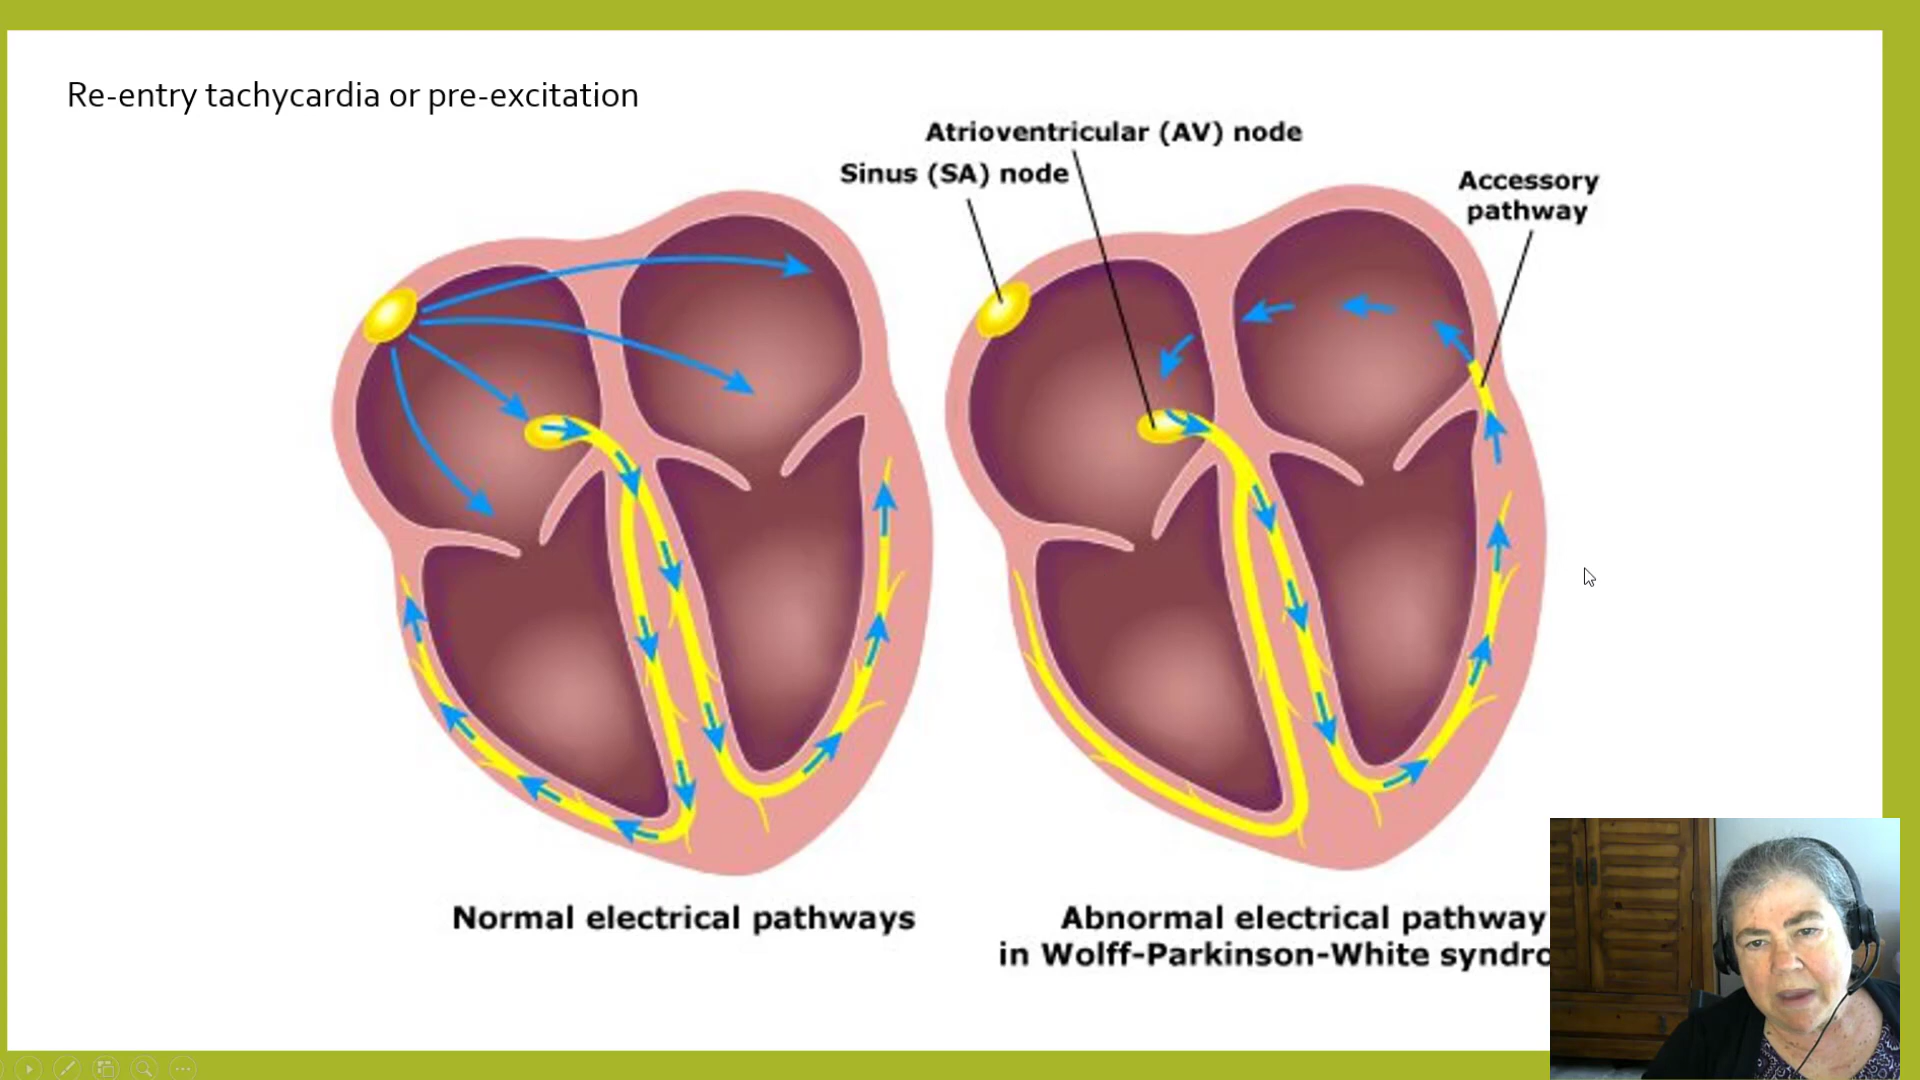 Re-entry tachycardia or pre-excitation
Atrioventricular (AV) node
Sinus (SA) node
Accessory
pathway
Normal electrical pathways
Abnormal electrical pathway
in Wolff-Parkinson-White syndro